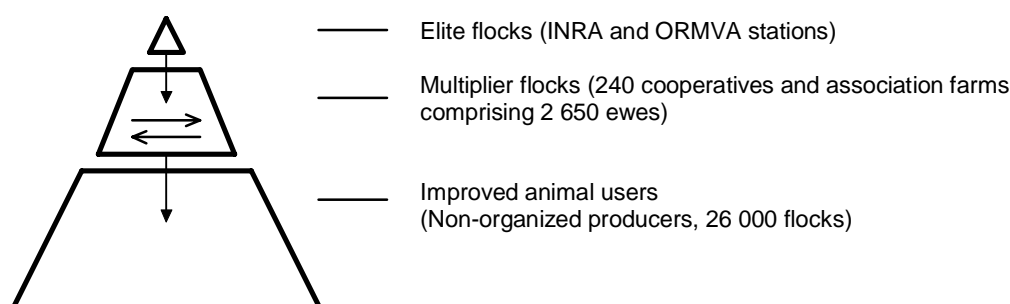 Elite flocks (INRA and ORMVA stations)
Multiplier flocks (240 cooperatives and association farms
comprising 2 650 ewes)
Improved animal users
(Non-organized producers, 26 000 flocks)